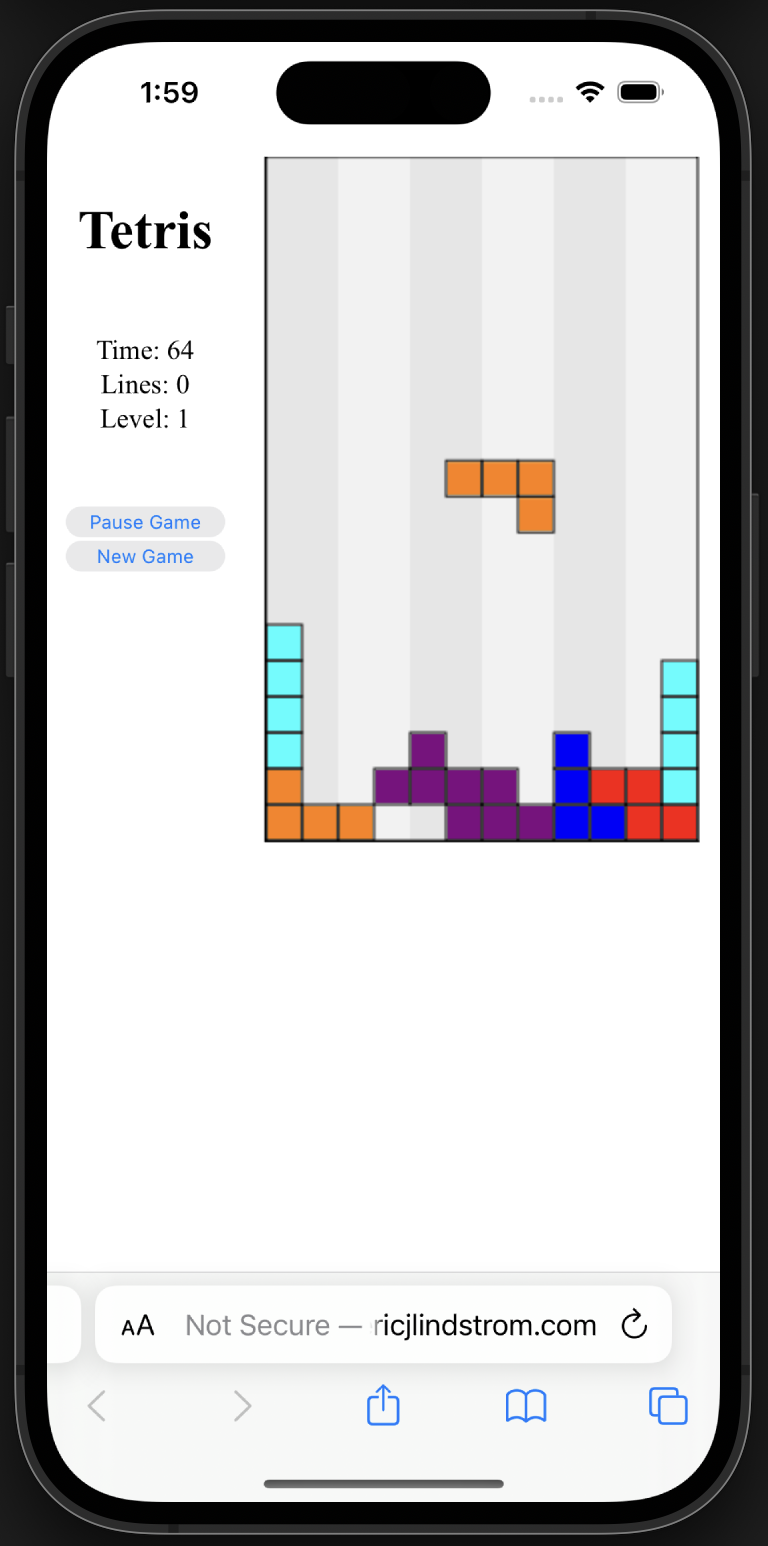 1:59
Tetris
Time: 64
Lines: 0
Level: 1
Pause Game
New Game
AA Not Secure — ricjlindstrom.com